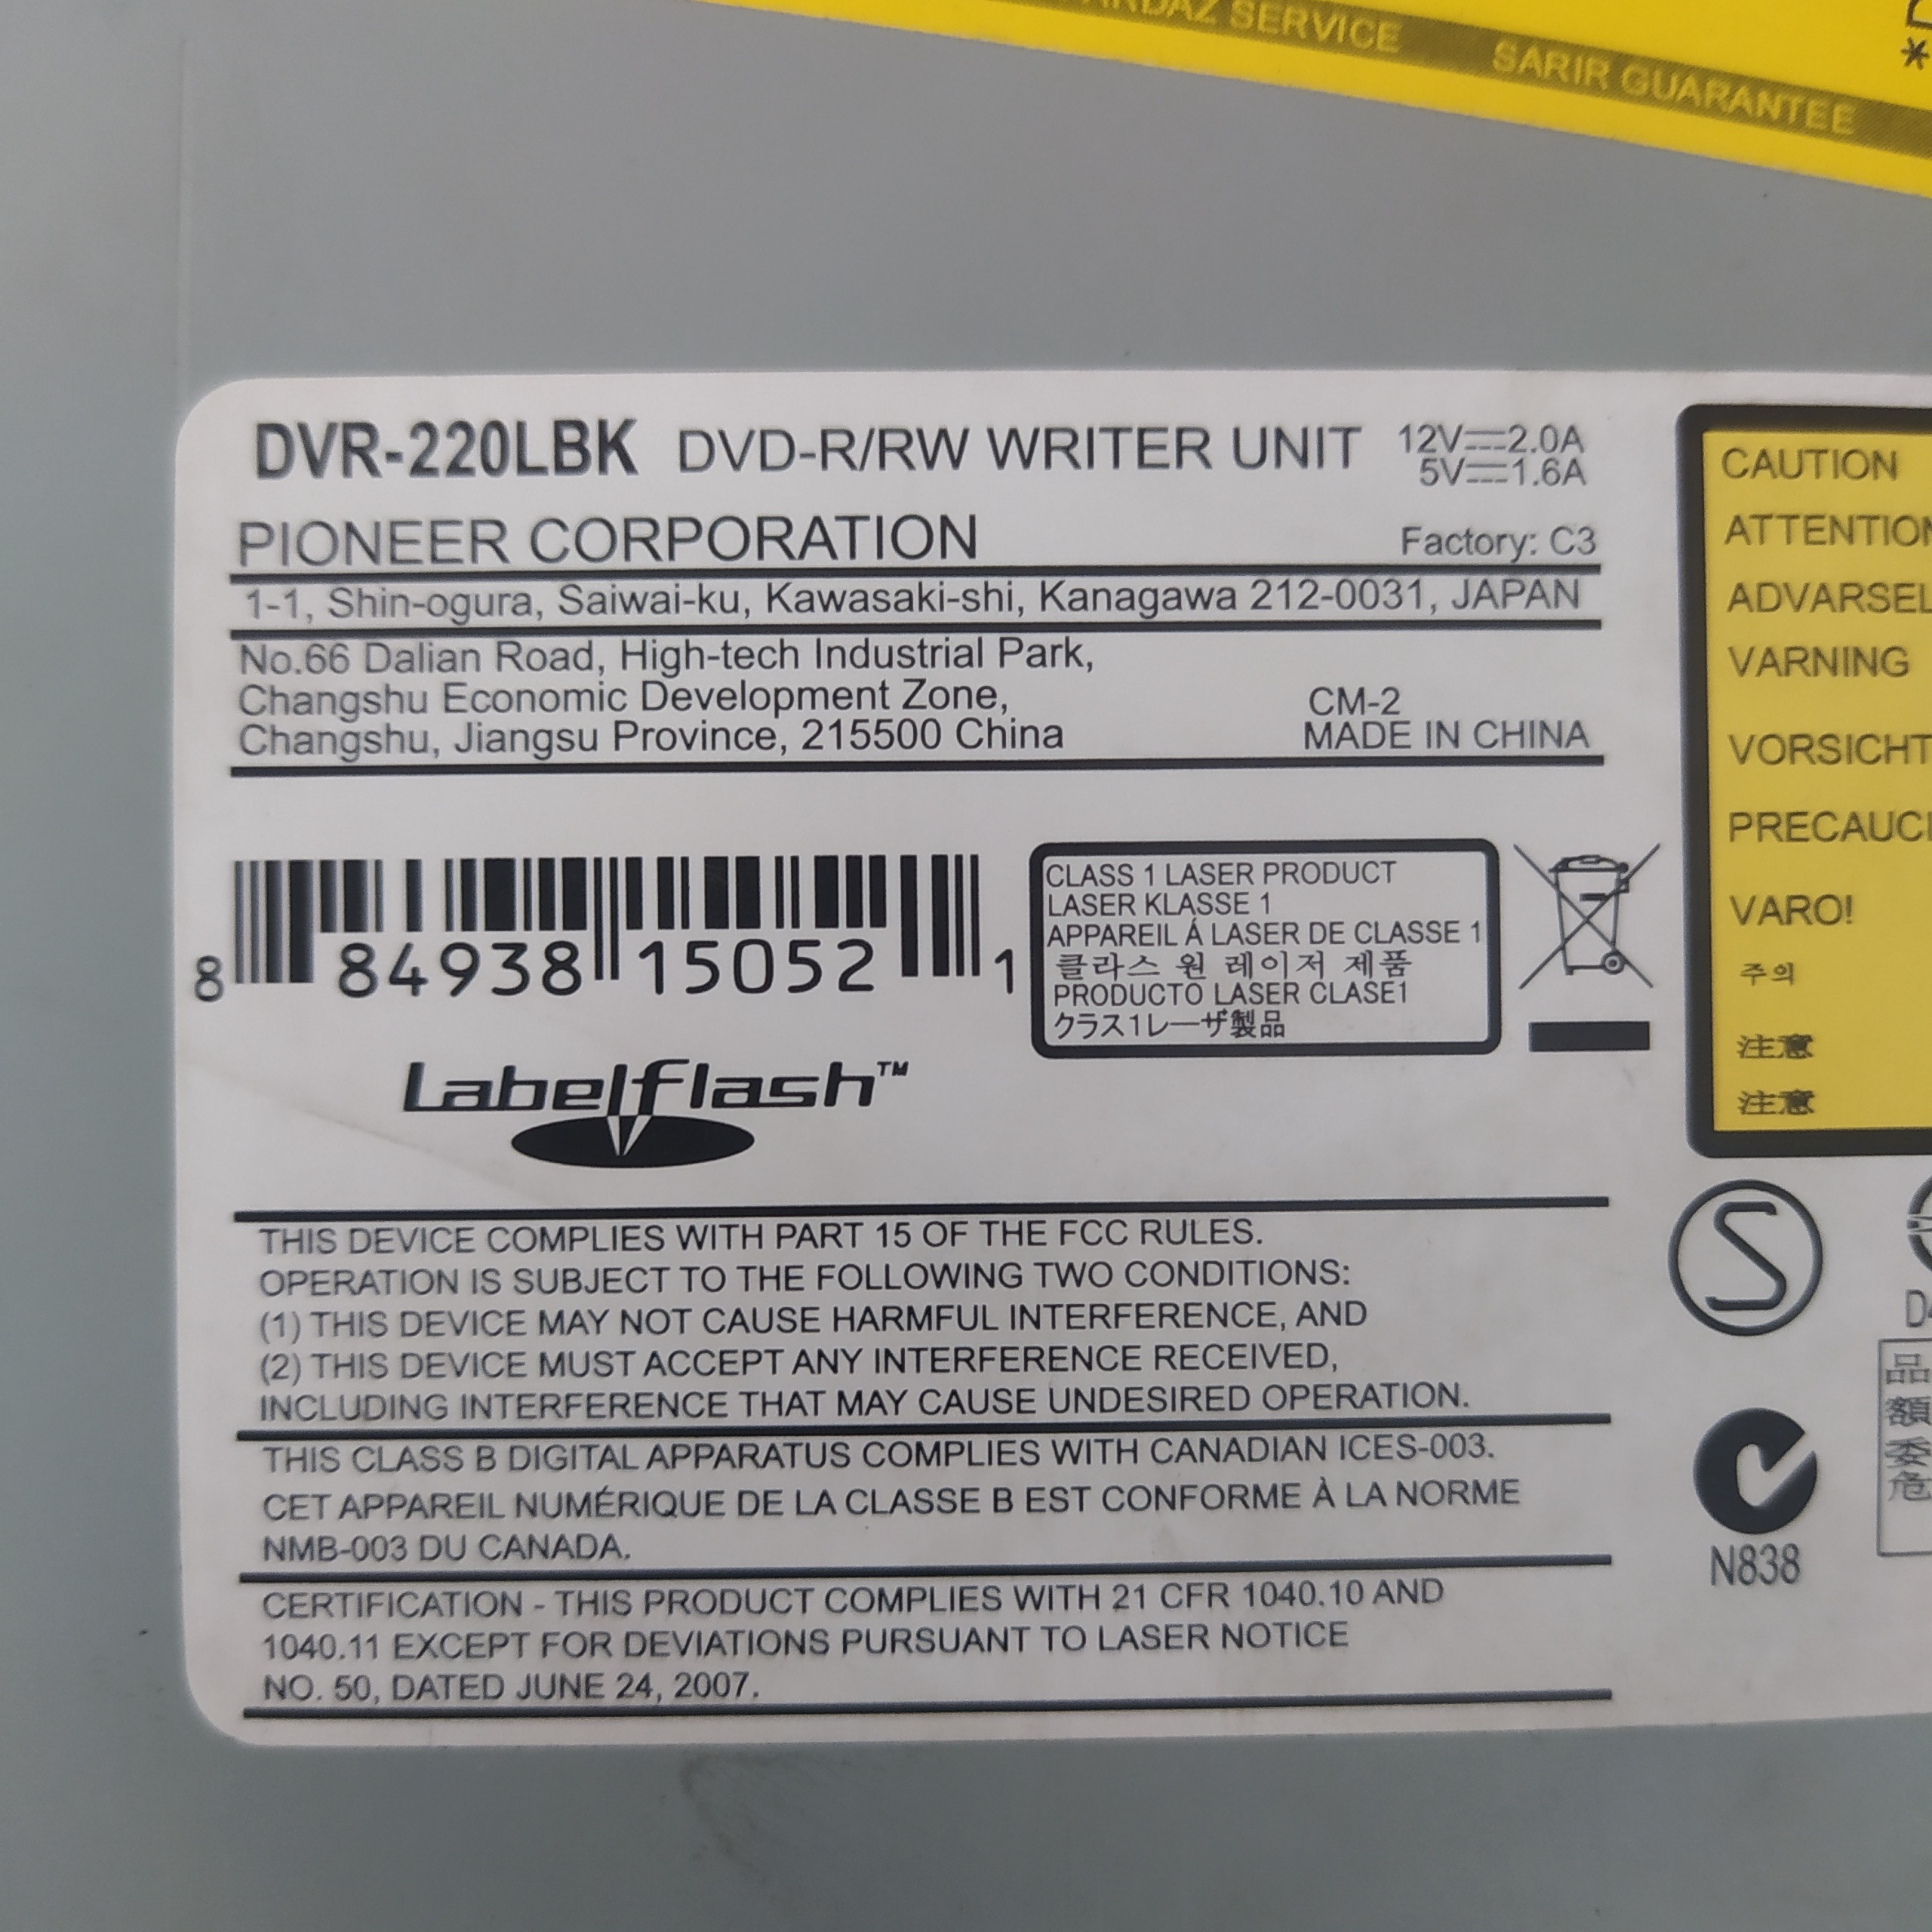 SERVICE
SARIR GUARANTEE
DVR-220LBK DVD-R/RW WRITER UNIT 12V⎓2.0A
5V⎓1.6A
PIONEER CORPORATION Factory: C3
1-1, Shin-ogura, Saiwai-ku, Kawasaki-shi, Kanagawa 212-0031, JAPAN
No.66 Dalian Road, High-tech Industrial Park,
Changshu Economic Development Zone, CM-2
Changshu, Jiangsu Province, 215500 China MADE IN CHINA
8 84938 15052 1
CLASS 1 LASER PRODUCT
LASER KLASSE 1
APPAREIL Á LASER DE CLASSE 1
클라스 원 레이저 제품
PRODUCTO LASER CLASE1
クラス1レーザ製品
Labelflash™
THIS DEVICE COMPLIES WITH PART 15 OF THE FCC RULES.
OPERATION IS SUBJECT TO THE FOLLOWING TWO CONDITIONS:
(1) THIS DEVICE MAY NOT CAUSE HARMFUL INTERFERENCE, AND
(2) THIS DEVICE MUST ACCEPT ANY INTERFERENCE RECEIVED,
INCLUDING INTERFERENCE THAT MAY CAUSE UNDESIRED OPERATION.
THIS CLASS B DIGITAL APPARATUS COMPLIES WITH CANADIAN ICES-003.
CET APPAREIL NUMÉRIQUE DE LA CLASSE B EST CONFORME À LA NORME
NMB-003 DU CANADA.
CERTIFICATION - THIS PRODUCT COMPLIES WITH 21 CFR 1040.10 AND
1040.11 EXCEPT FOR DEVIATIONS PURSUANT TO LASER NOTICE
NO. 50, DATED JUNE 24, 2007.
CAUTION
ATTENTION
ADVARSEL
VARNING
VORSICHT
PRECAUCI
VARO!
주의
注意
注意
S
N838
品
額
委
危